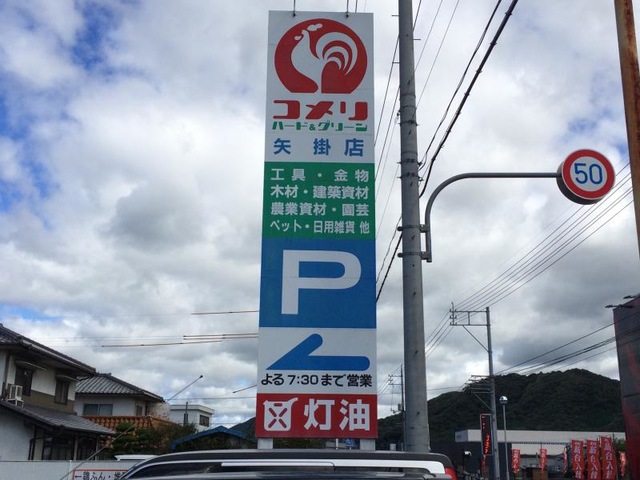 コメリ
ハード&グリーン
矢掛店
工具・金物
木材・建築資材
農業資材・園芸
ペット・日用雑貨 他
P
よる7:30まで営業
灯油
50